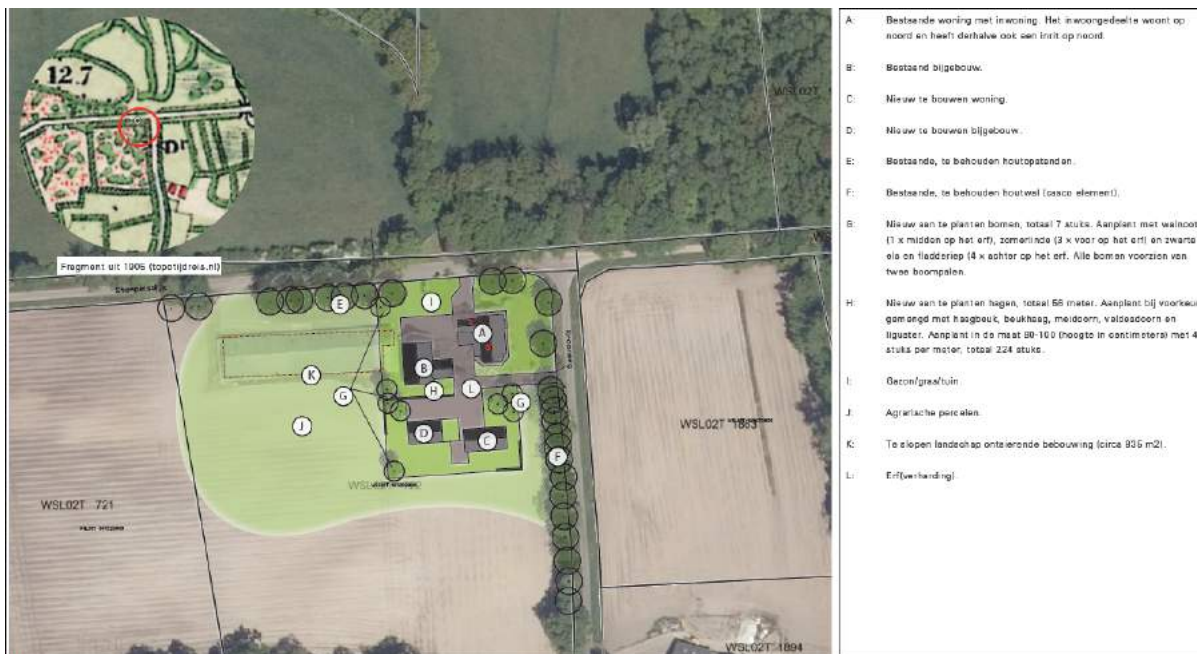 12.7
Dr
Fragment uit 1905 (topotijdreis.nl)
WSL02T
A
I
E
B
K
L
H
G
G
J
D
C
F
WSL02T 1883
WSL02T 721
WSL02T 1894
A: Bestaande woning met inwoning. Het inwoongedeelte woont op
noord en heeft derhalve ook een inrit op noord.
B: Bestaand bijgebouw.
C: Nieuw te bouwen woning.
D: Nieuw te bouwen bijgebouw.
E: Bestaande, te behouden houtopstanden.
F: Bestaande, te behouden houtwal (casco element).
G: Nieuw aan te planten bomen, totaal 7 stuks. Aanplant met walnoot
(1 x midden op het erf), zomerlinde (3 x voor op het erf) en zwarte
els en fladderiep (4 x achter op het erf. Alle bomen voorzien van
twee boompalen.
H: Nieuw aan te planten hagen, totaal 56 meter. Aanplant bij voorkeur
gemengd met haagbeuk, beukhaag, meidoorn, veldesdoorn en
liguster. Aanplant in de maat 80-100 (hoogte in centimeters) met 4
stuks per meter, totaal 224 stuks.
I: Gazon/gras/tuin.
J: Agrarische percelen.
K: Te slopen landschap ontsierende bebouwing (circa 935 m2).
L: Erf(verharding).